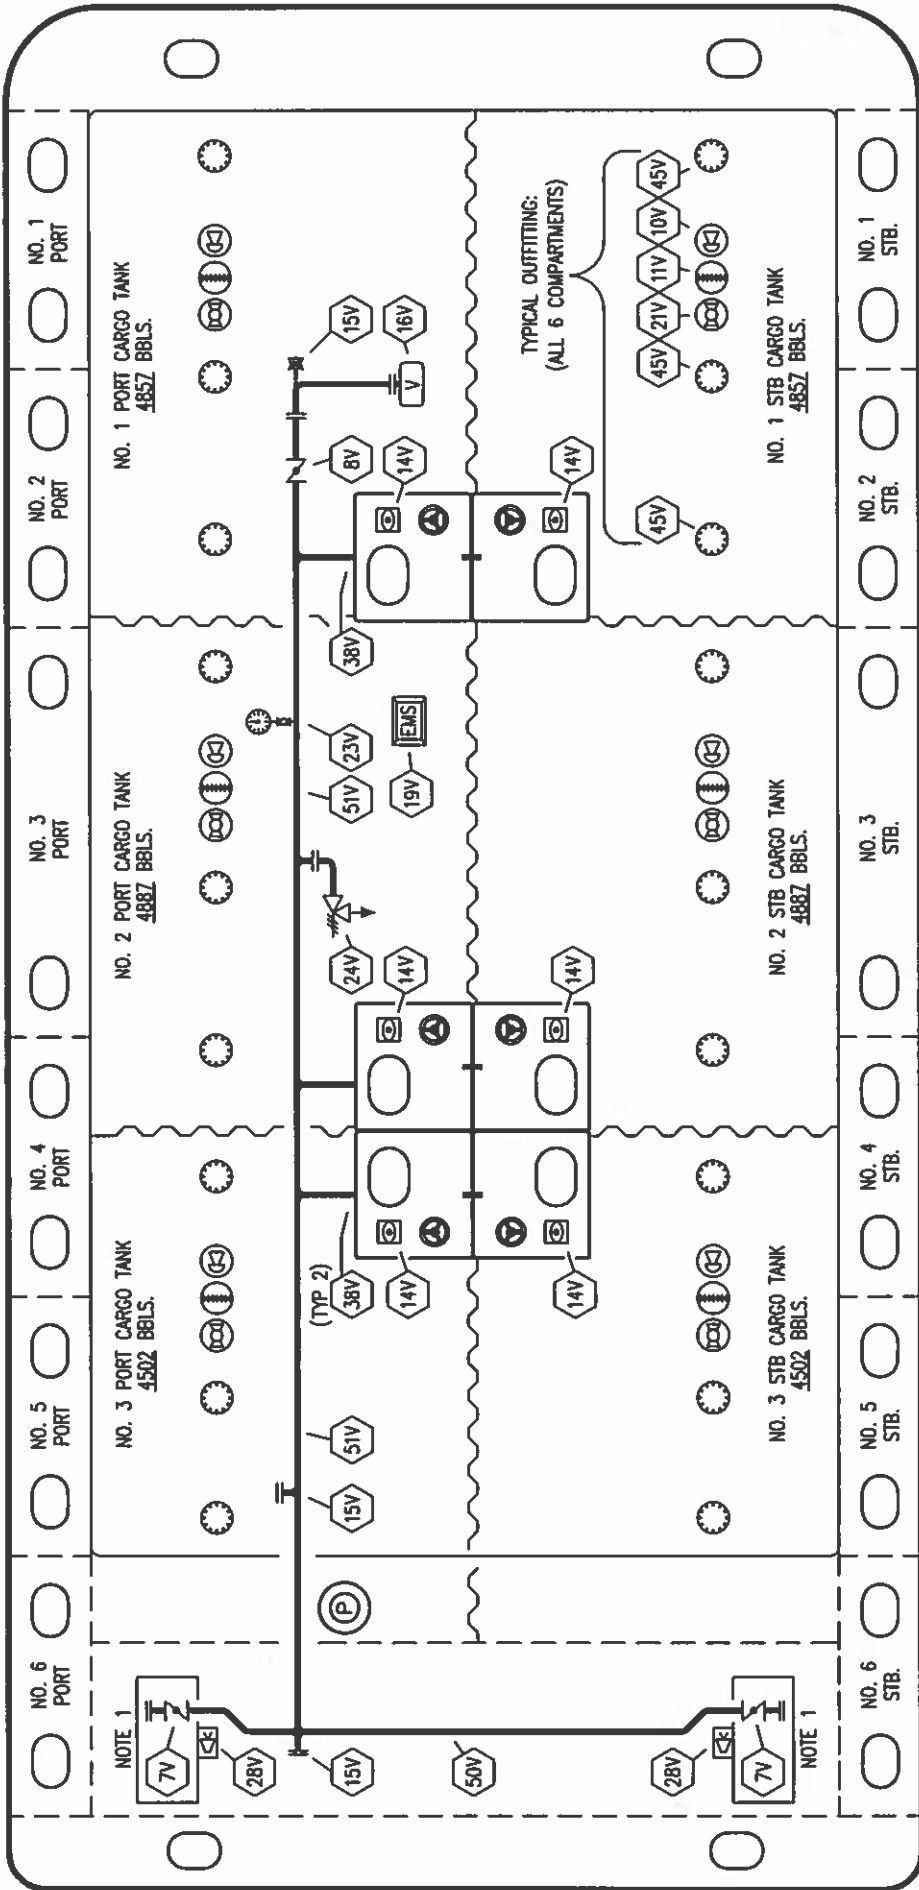 NO. 1
PORT
NO. 2
PORT
NO. 3
PORT
NO. 4
PORT
NO. 5
PORT
NO. 6
PORT
NO. 1 PORT CARGO TANK
4857 BBLS.
NO. 2 PORT CARGO TANK
4887 BBLS.
NO. 3 PORT CARGO TANK
4502 BBLS.
NOTE 1
7V
28V
15V
50V
15V
51V
(TYP 2)
38V
14V
14V
24V
51V
23V
19V
EMS
38V
14V
8V
15V
16V
V
P
14V
14V
14V
TYPICAL OUTFITTING:
(ALL 6 COMPARTMENTS)
45V
45V
21V
11V
10V
45V
28V
7V
NOTE 1
NO. 3 STB CARGO TANK
4502 BBLS.
NO. 2 STB CARGO TANK
4887 BBLS.
NO. 1 STB CARGO TANK
4857 BBLS.
NO. 6
STB.
NO. 5
STB.
NO. 4
STB.
NO. 3
STB.
NO. 2
STB.
NO. 1
STB.